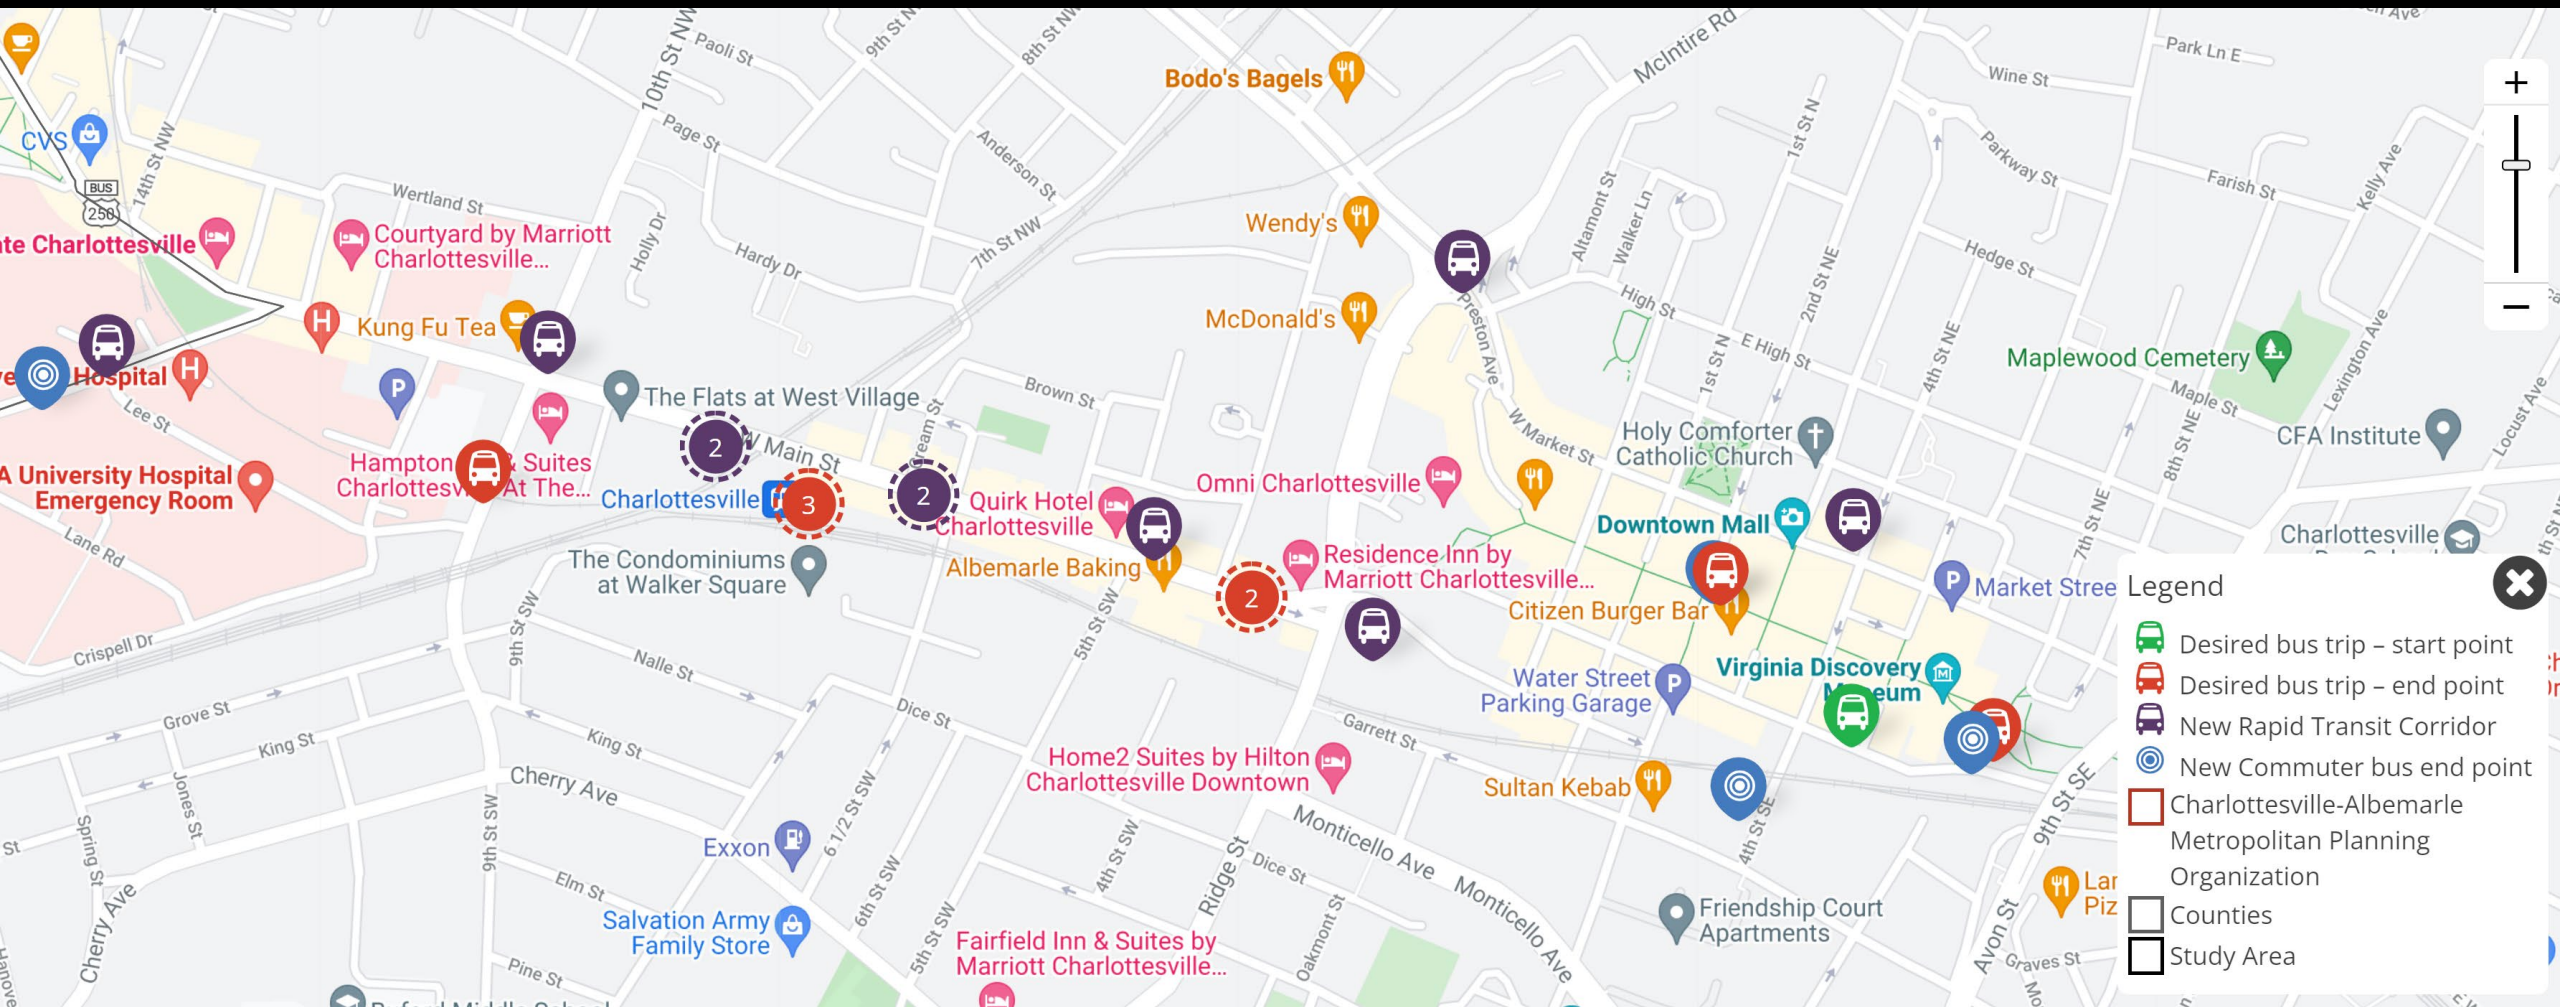 Paoli St
9th St N
8th St NW
McIntire Rd
Ave
Park Ln E
10th St NW
Bodo's Bagels
Wine St
+
CVS
14th St NW
Page St
Anderson St
1st St N
Parkway St
Kelly Ave
BUS
250
Wertland St
Farish St
Wendy's
Altamont St
Walker Ln
te Charlottesville
Courtyard by Marriott
Charlottesville...
Holly Dr
Hardy Dr
7th St NW
2nd St NE
Hedge St
H
Kung Fu Tea
McDonald's
Preston Ave
High St
E High St
4th St NE
Maplewood Cemetery
Lexington Ave
−
Hospital
H
P
The Flats at West Village
Brown St
1st St N
Maple St
Locust Ave
Lee St
2
W Main St
W Market St
Holy Comforter
Catholic Church
8th St NE
CFA Institute
A University Hospital
Emergency Room
Hampton & Suites
Charlottesv At The...
Charlottesville
3
2
Quirk Hotel
Charlottesville
Omni Charlottesville
Downtown Mall
7th St NE
Charlottesville
Lane Rd
The Condominiums
at Walker Square
Albemarle Baking
2
Residence Inn by
Marriott Charlottesville...
Citizen Burger Bar
P
Market Stree
Crispell Dr
9th St SW
5th St SW
Nalle St
Water Street
Parking Garage
P
Virginia Discovery
M eum
Grove St
King St
King St
Dice St
Garrett St
Jones St
Cherry Ave
Home2 Suites by Hilton
Charlottesville Downtown
Sultan Kebab
4th St SE
9th St SE
St
Spring St
9th St SW
Exxon
6 1/2 St SW
4th St SW
Monticello Ave
Monticello Ave
Dice St
Ridge St
Cherry Ave
Elm St
Salvation Army
Family Store
6th St SW
5th St SW
Oakmont St
Friendship Court
Apartments
Avon St
Graves St
Lar
Piz
Fairfield Inn & Suites by
Marriott Charlottesville...
Pine St
Legend
Desired bus trip – start point
Desired bus trip – end point
New Rapid Transit Corridor
New Commuter bus end point
Charlottesville-Albemarle
Metropolitan Planning
Organization
Counties
Study Area